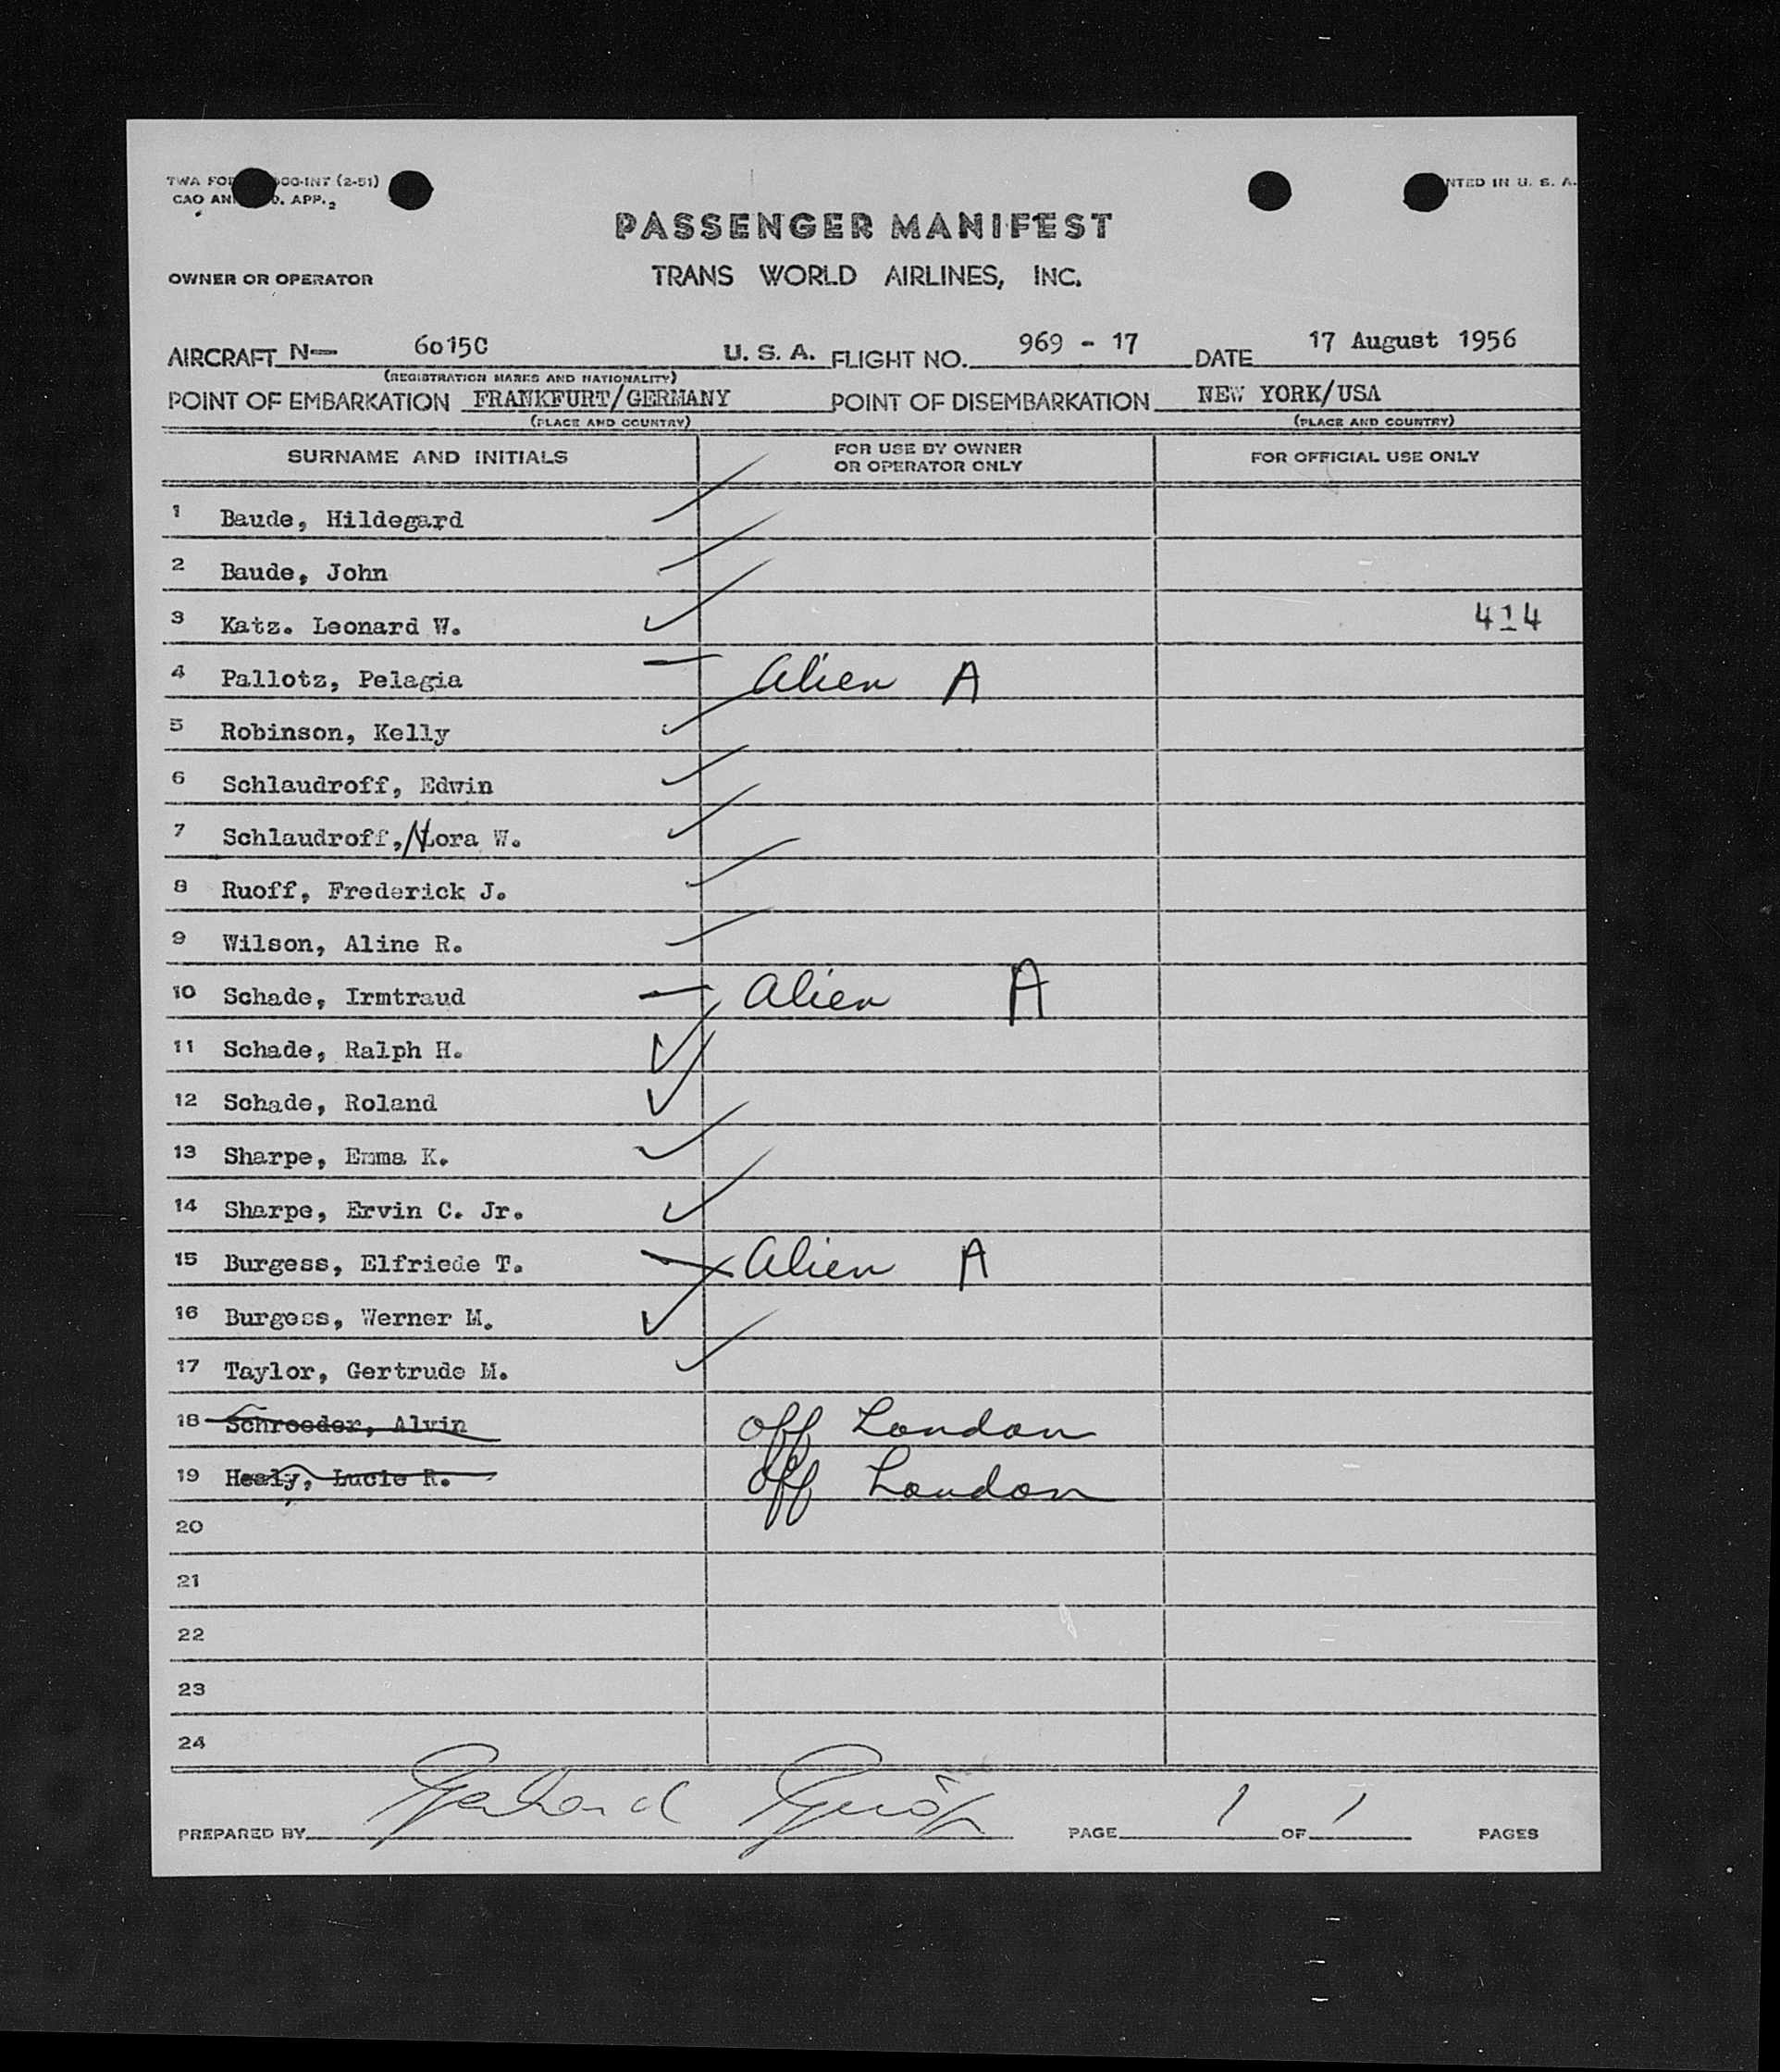 TWA FOR 00-INT (2-51)
CAO ANN . APP. 2
NTED IN U. S. A.
PASSENGER MANIFEST
OWNER OR OPERATOR TRANS WORLD AIRLINES, INC.
AIRCRAFT N— 6015C U. S. A. FLIGHT NO. 969 - 17 DATE 17 August 1956
(REGISTRATION MARKS AND NATIONALITY)
POINT OF EMBARKATION FRANKFURT/GERMANY POINT OF DISEMBARKATION NEW YORK/USA
(PLACE AND COUNTRY) (PLACE AND COUNTRY)
SURNAME AND INITIALS FOR USE BY OWNER OR OPERATOR ONLY FOR OFFICIAL USE ONLY
1 Baude, Hildegard
2 Baude, John
3 Katz. Leonard W. 414
4 Pallotz, Pelagia Alien A
5 Robinson, Kelly
6 Schlaudroff, Edwin
7 Schlaudroff, Nora W.
8 Ruoff, Frederick J.
9 Wilson, Aline R.
10 Schade, Irmtraud Alien A
11 Schade, Ralph H.
12 Schade, Roland
13 Sharpe, Emma K.
14 Sharpe, Ervin C. Jr.
15 Burgess, Elfriede T. Alien A
16 Burgess, Werner M.
17 Taylor, Gertrude M.
18 Schroeder, Alvin off London
19 Healy, Lucie R. off London
20
21
22
23
24
PREPARED BY Gerhard PAGE 1 OF 1 PAGES